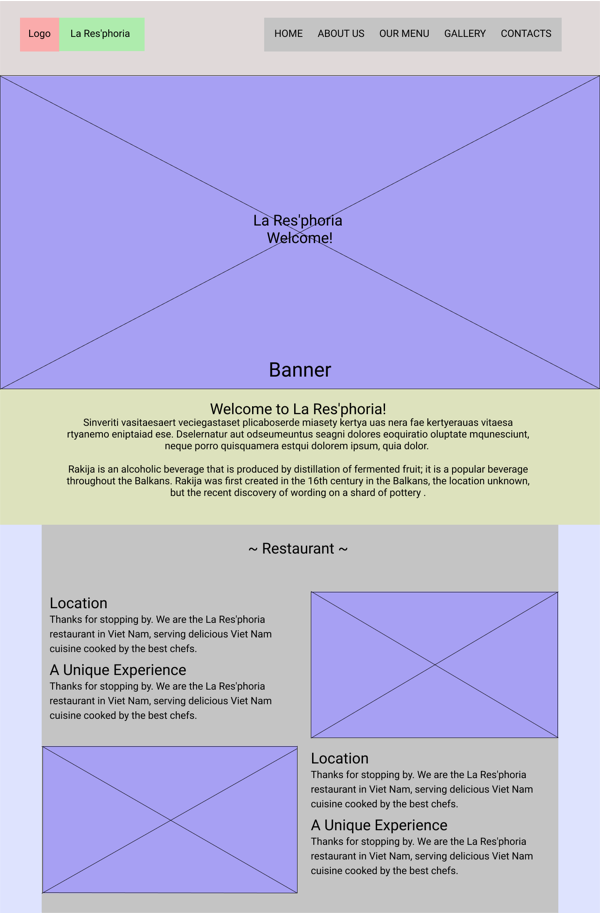 Logo
La Res'phoria
HOME ABOUT US OUR MENU GALLERY CONTACTS
La Res'phoria
Welcome!
Banner
Welcome to La Res'phoria!
Sinveriti vasitaesaert veciegastaset plicaboserde miasety kertya uas nera fae kertyerauas vitaesa
rtyanemo eniptaiad ese. Dselernatur aut odseumeuntus seagni dolores eoquiratio oluptate mqunesciunt,
neque porro quisquamera estqui dolorem ipsum, quia dolor.
Rakija is an alcoholic beverage that is produced by distillation of fermented fruit; it is a popular beverage
throughout the Balkans. Rakija was first created in the 16th century in the Balkans, the location unknown,
but the recent discovery of wording on a shard of pottery .
~ Restaurant ~
Location
Thanks for stopping by. We are the La Res'phoria
restaurant in Viet Nam, serving delicious Viet Nam
cuisine cooked by the best chefs.
A Unique Experience
Thanks for stopping by. We are the La Res'phoria
restaurant in Viet Nam, serving delicious Viet Nam
cuisine cooked by the best chefs.
Location
Thanks for stopping by. We are the La Res'phoria
restaurant in Viet Nam, serving delicious Viet Nam
cuisine cooked by the best chefs.
A Unique Experience
Thanks for stopping by. We are the La Res'phoria
restaurant in Viet Nam, serving delicious Viet Nam
cuisine cooked by the best chefs.